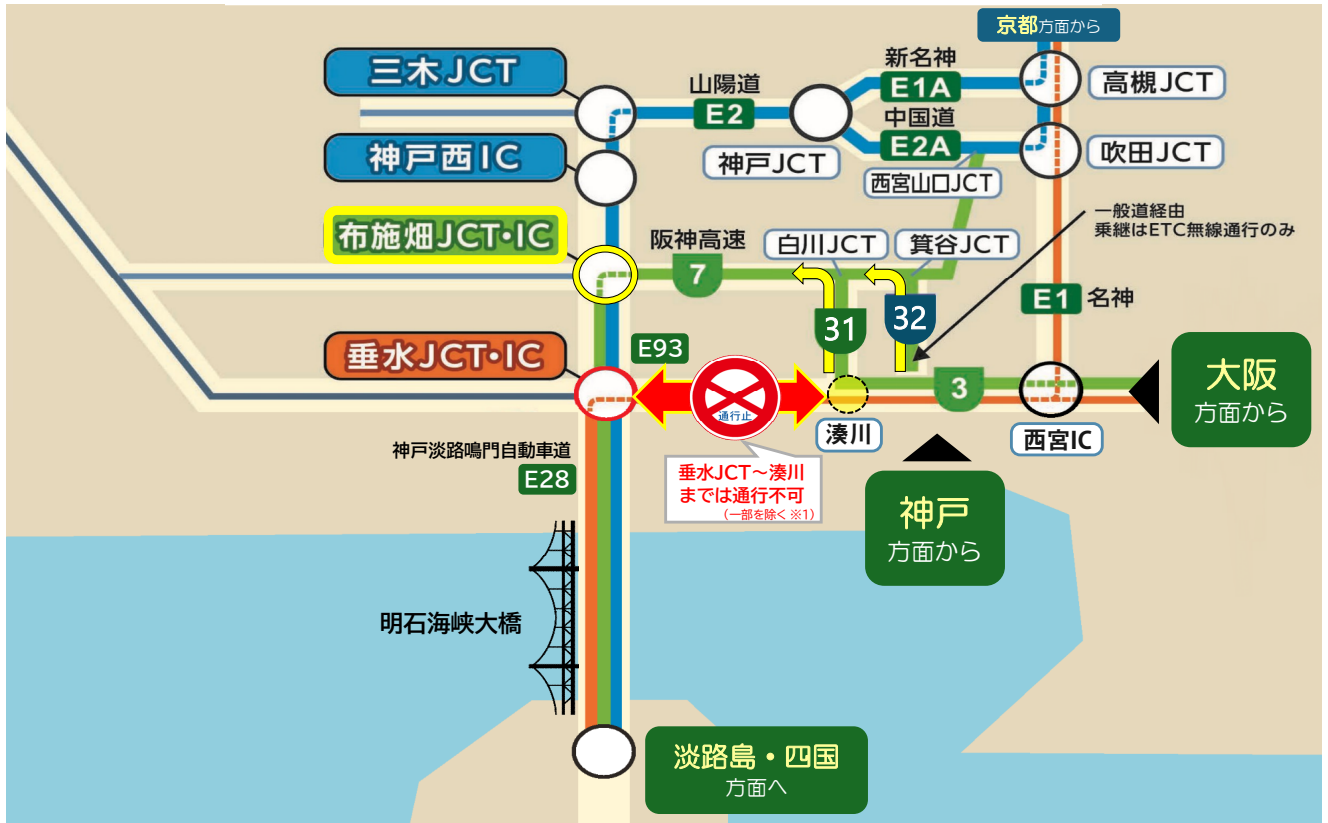 京都方面から
三木JCT
山陽道
E2
新名神
E1A
高槻JCT
中国道
E2A
神戸西IC
神戸JCT
西宮山口JCT
吹田JCT
布施畑JCT・IC
阪神高速
7
白川JCT
箕谷JCT
一般道経由
乗継はETC無線通行のみ
31
32
E1 名神
垂水JCT・IC
E93
通行止
3
大阪
方面から
湊川
西宮IC
神戸淡路鳴門自動車道
E28
垂水JCT〜湊川
までは通行不可
(一部を除く※1)
神戸
方面から
明石海峡大橋
淡路島・四国
方面へ